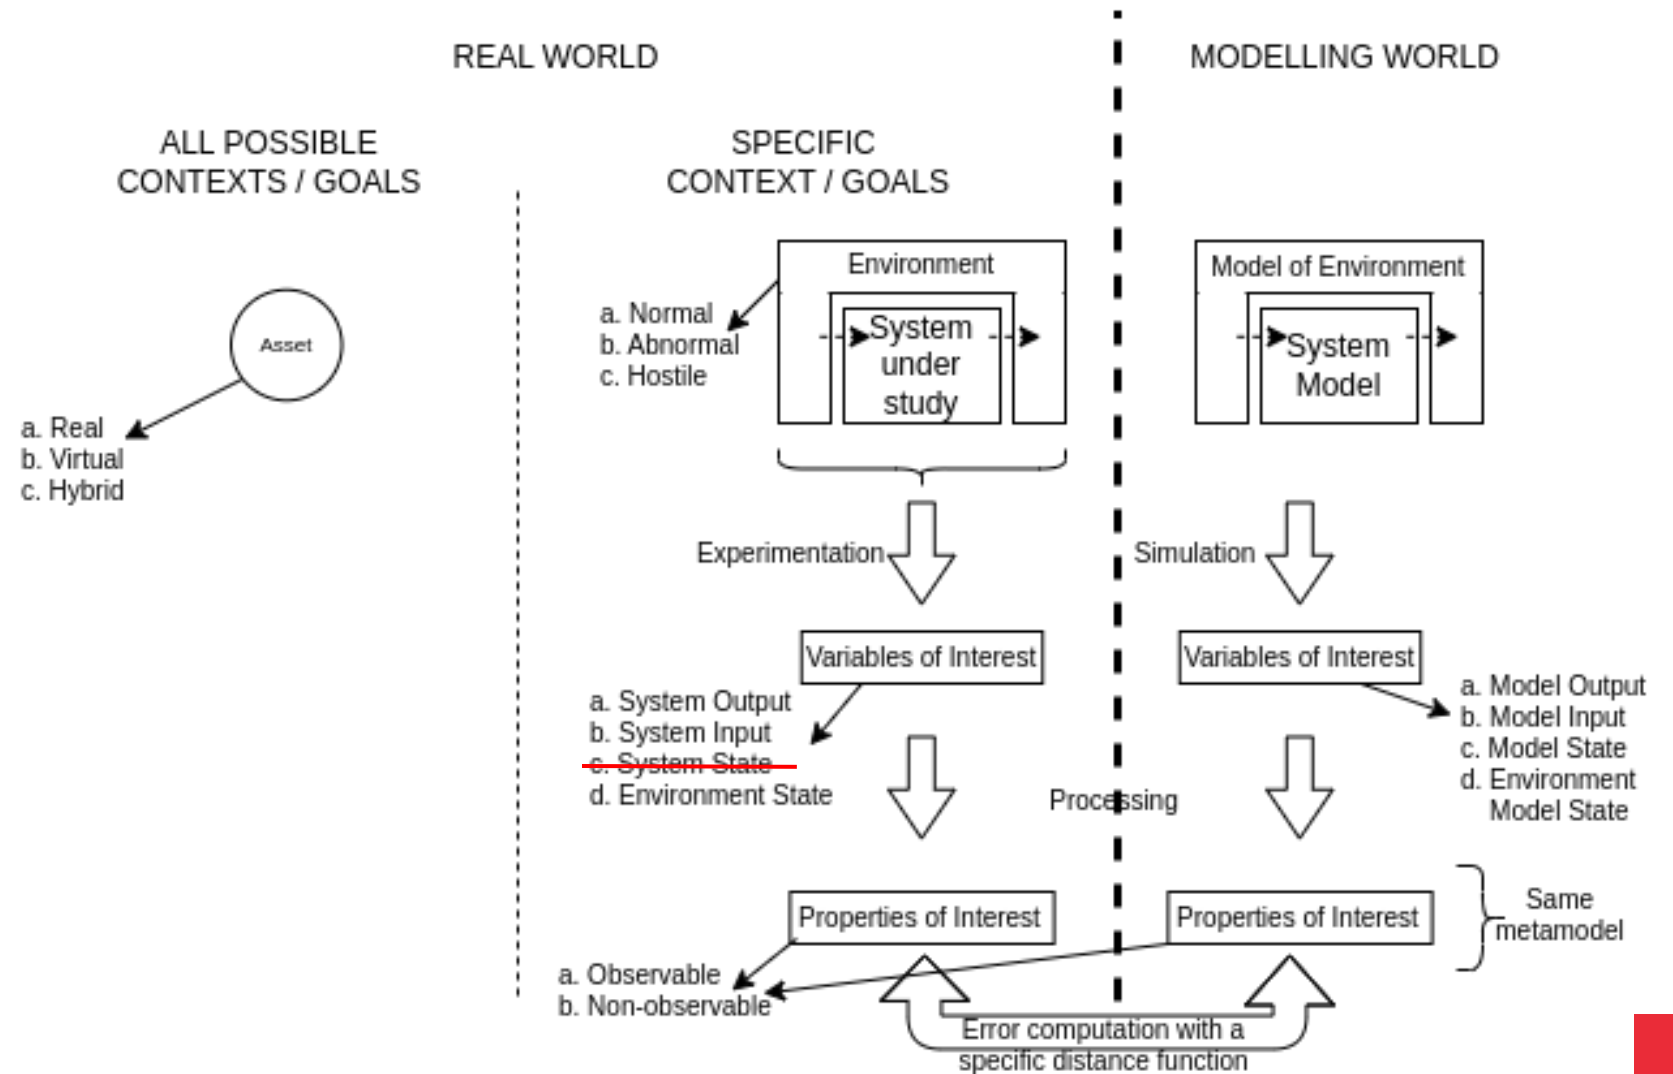 REAL WORLD
MODELLING WORLD
ALL POSSIBLE
CONTEXTS / GOALS
SPECIFIC
CONTEXT / GOALS
Asset
a. Real
b. Virtual
c. Hybrid
Environment
a. Normal
b. Abnormal
c. Hostile
System
under
study
Model of Environment
System
Model
Experimentation
Simulation
Variables of Interest
a. System Output
b. System Input
c. System State
d. Environment State
Variables of Interest
a. Model Output
b. Model Input
c. Model State
d. Environment
Model State
Processing
Properties of Interest
Properties of Interest
Same
metamodel
a. Observable
b. Non-observable
Error computation with a
specific distance function